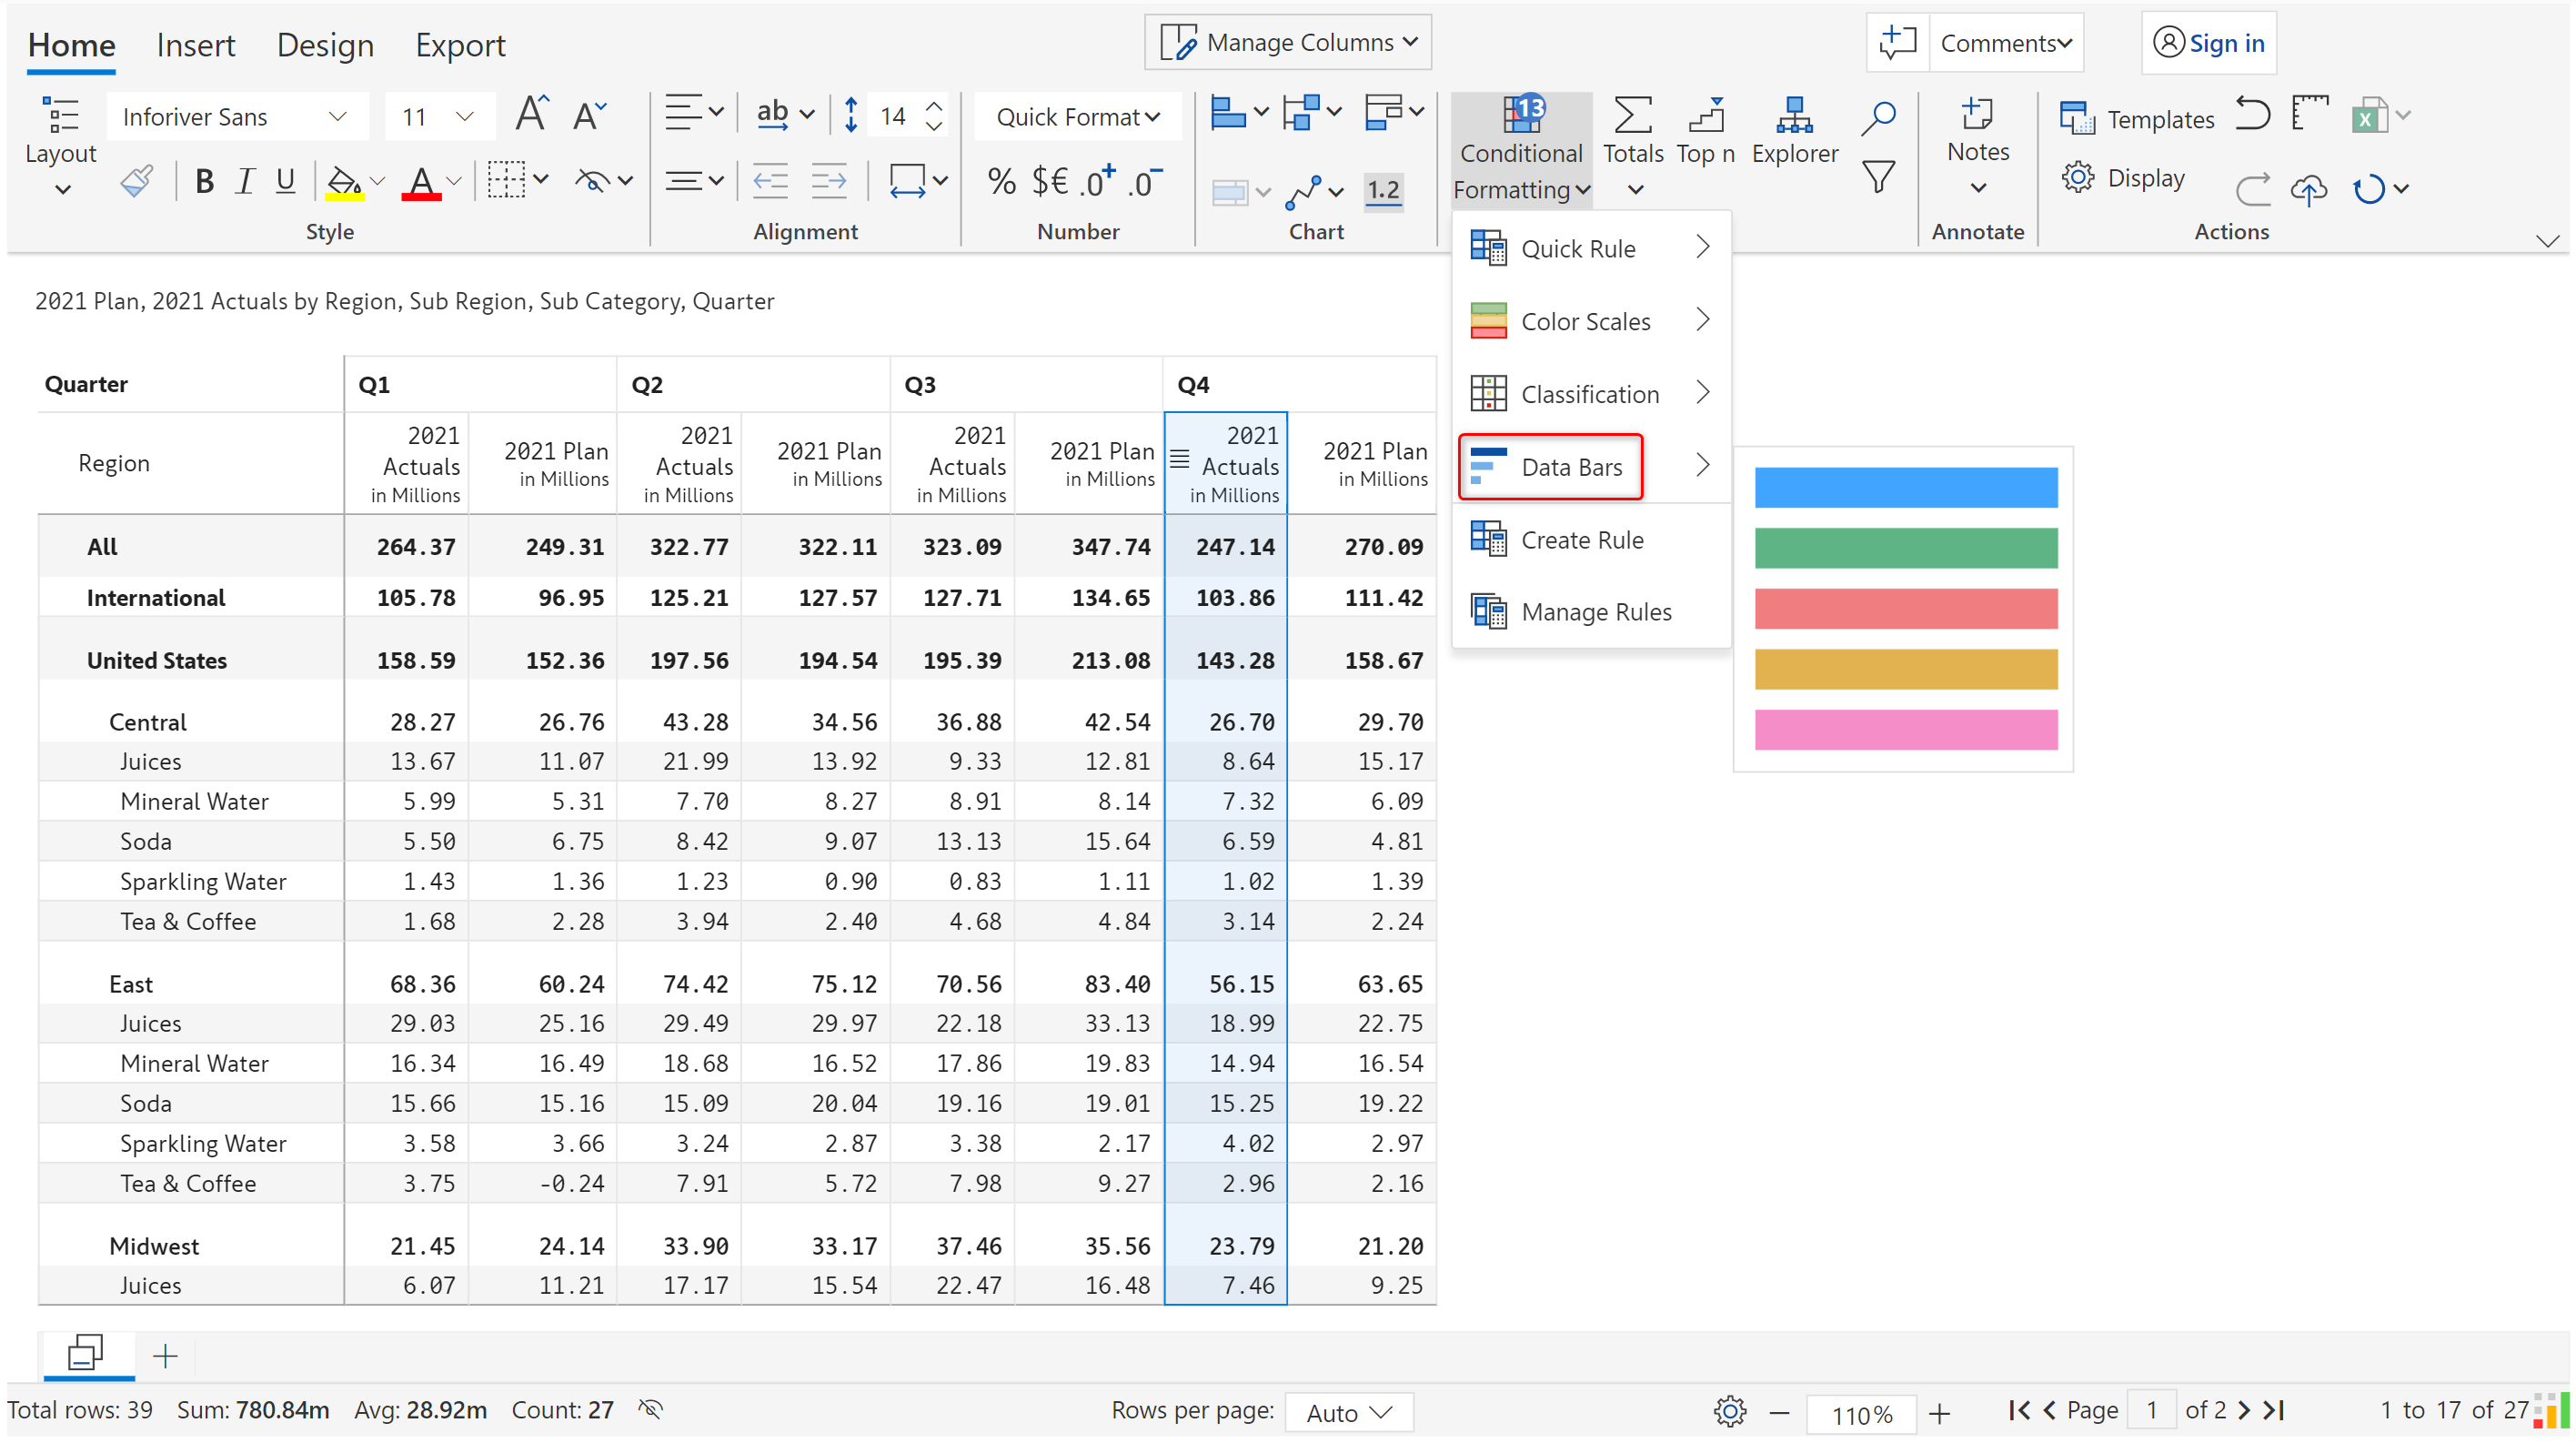 Home Insert Design Export Manage Columns Comments Sign in
Inforiver Sans 11 A A ab 14 Quick Format 13
Layout Conditional Formatting Totals Top n Explorer Notes Templates
B I U A % $€ .0+ .0- 1.2 Display
Style Alignment Number Chart Annotate Actions
Quick Rule
Color Scales
Classification
Data Bars
Create Rule
Manage Rules
2021 Plan, 2021 Actuals by Region, Sub Region, Sub Category, Quarter
Quarter Q1 Q2 Q3 Q4
Region 2021 Actuals in Millions 2021 Plan in Millions 2021 Actuals in Millions 2021 Plan in Millions 2021 Actuals in Millions 2021 Plan in Millions 2021 Actuals in Millions 2021 Plan in Millions
All 264.37 249.31 322.77 322.11 323.09 347.74 247.14 270.09
International 105.78 96.95 125.21 127.57 127.71 134.65 103.86 111.42
United States 158.59 152.36 197.56 194.54 195.39 213.08 143.28 158.67
Central 28.27 26.76 43.28 34.56 36.88 42.54 26.70 29.70
Juices 13.67 11.07 21.99 13.92 9.33 12.81 8.64 15.17
Mineral Water 5.99 5.31 7.70 8.27 8.91 8.14 7.32 6.09
Soda 5.50 6.75 8.42 9.07 13.13 15.64 6.59 4.81
Sparkling Water 1.43 1.36 1.23 0.90 0.83 1.11 1.02 1.39
Tea & Coffee 1.68 2.28 3.94 2.40 4.68 4.84 3.14 2.24
East 68.36 60.24 74.42 75.12 70.56 83.40 56.15 63.65
Juices 29.03 25.16 29.49 29.97 22.18 33.13 18.99 22.75
Mineral Water 16.34 16.49 18.68 16.52 17.86 19.83 14.94 16.54
Soda 15.66 15.16 15.09 20.04 19.16 19.01 15.25 19.22
Sparkling Water 3.58 3.66 3.24 2.87 3.38 2.17 4.02 2.97
Tea & Coffee 3.75 -0.24 7.91 5.72 7.98 9.27 2.96 2.16
Midwest 21.45 24.14 33.90 33.17 37.46 35.56 23.79 21.20
Juices 6.07 11.21 17.17 15.54 22.47 16.48 7.46 9.25
Total rows: 39 Sum: 780.84m Avg: 28.92m Count: 27 Rows per page: Auto 110% Page 1 of 2 1 to 17 of 27